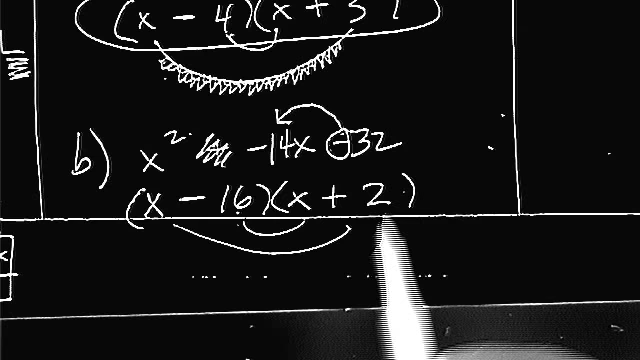 (x - 4)(x + 3)
b) x² -14x -32
(x - 16)(x + 2)